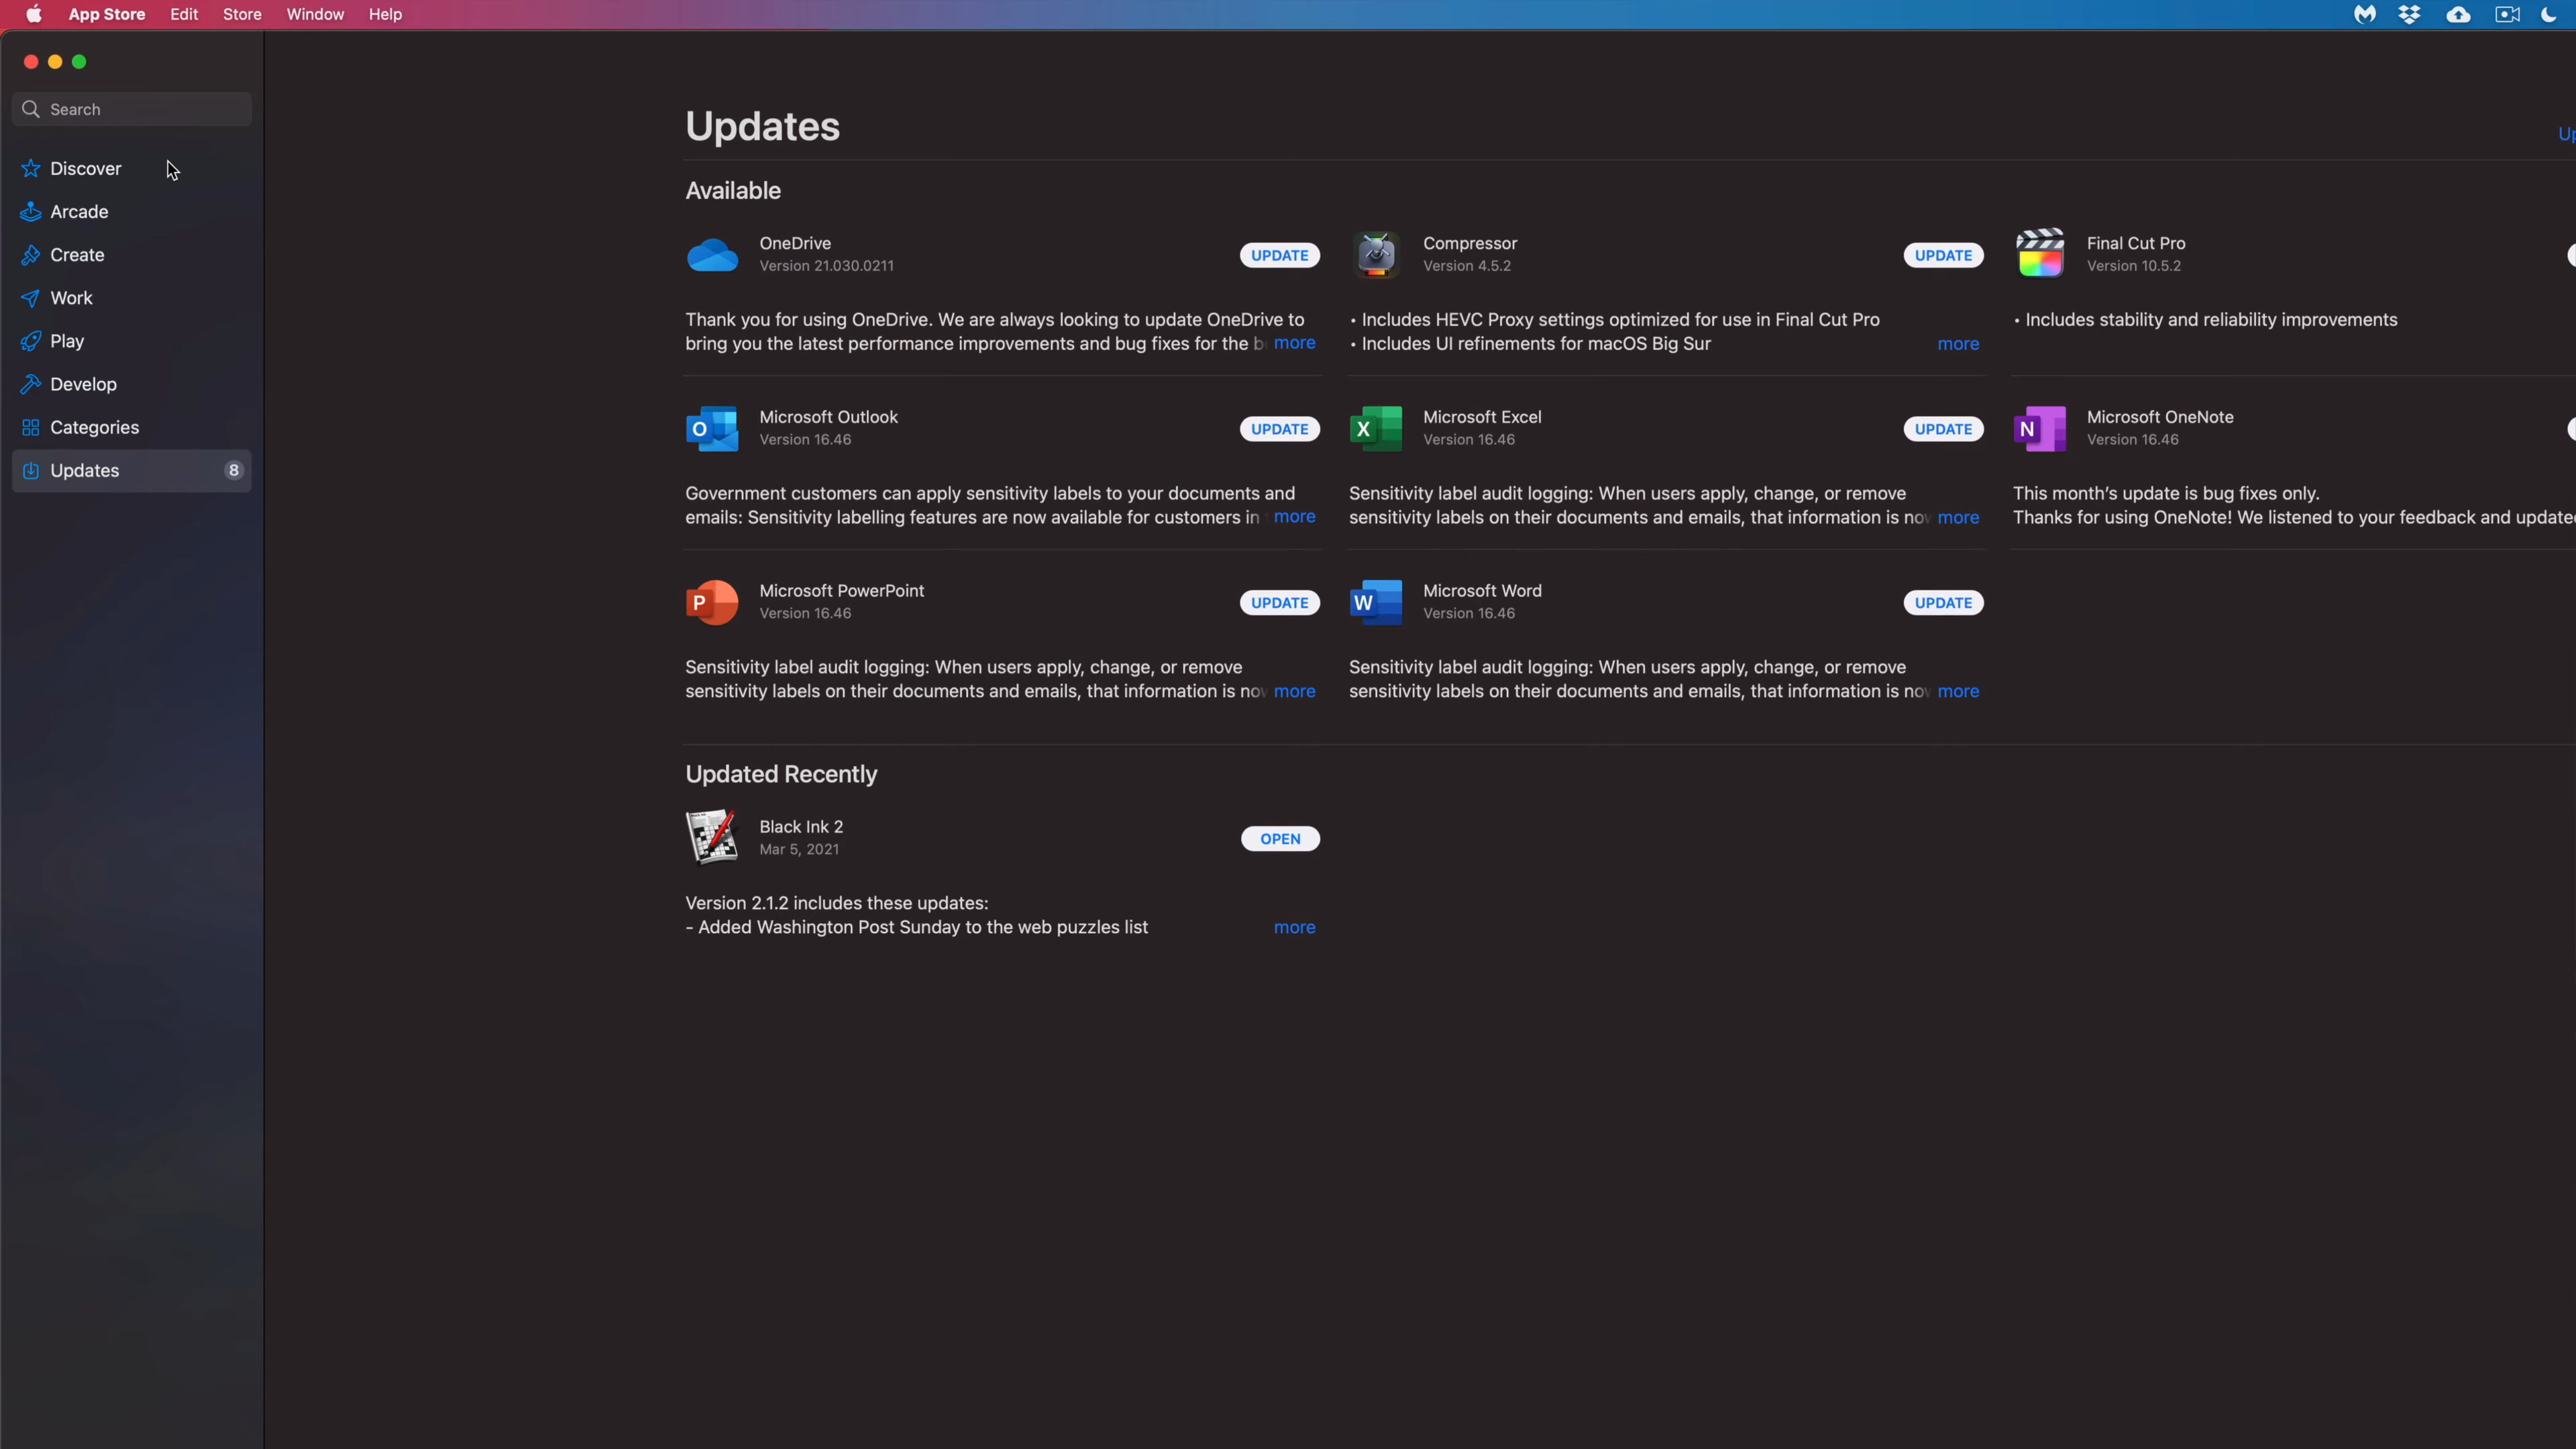 App Store Edit Store Window Help
Search
Discover
Arcade
Create
Work
Play
Develop
Categories
Updates 8
Updates
Available
OneDrive
Version 21.030.0211
UPDATE
Thank you for using OneDrive. We are always looking to update OneDrive to
bring you the latest performance improvements and bug fixes for the more
Compressor
Version 4.5.2
UPDATE
• Includes HEVC Proxy settings optimized for use in Final Cut Pro
• Includes UI refinements for macOS Big Sur more
Final Cut Pro
Version 10.5.2
• Includes stability and reliability improvements
Microsoft Outlook
Version 16.46
UPDATE
Government customers can apply sensitivity labels to your documents and
emails: Sensitivity labelling features are now available for customers in more
Microsoft Excel
Version 16.46
UPDATE
Sensitivity label audit logging: When users apply, change, or remove
sensitivity labels on their documents and emails, that information is more
Microsoft OneNote
Version 16.46
This month's update is bug fixes only.
Thanks for using OneNote! We listened to your feedback and updated
Microsoft PowerPoint
Version 16.46
UPDATE
Sensitivity label audit logging: When users apply, change, or remove
sensitivity labels on their documents and emails, that information is more
Microsoft Word
Version 16.46
UPDATE
Sensitivity label audit logging: When users apply, change, or remove
sensitivity labels on their documents and emails, that information is more
Updated Recently
Black Ink 2
Mar 5, 2021
OPEN
Version 2.1.2 includes these updates:
- Added Washington Post Sunday to the web puzzles list more